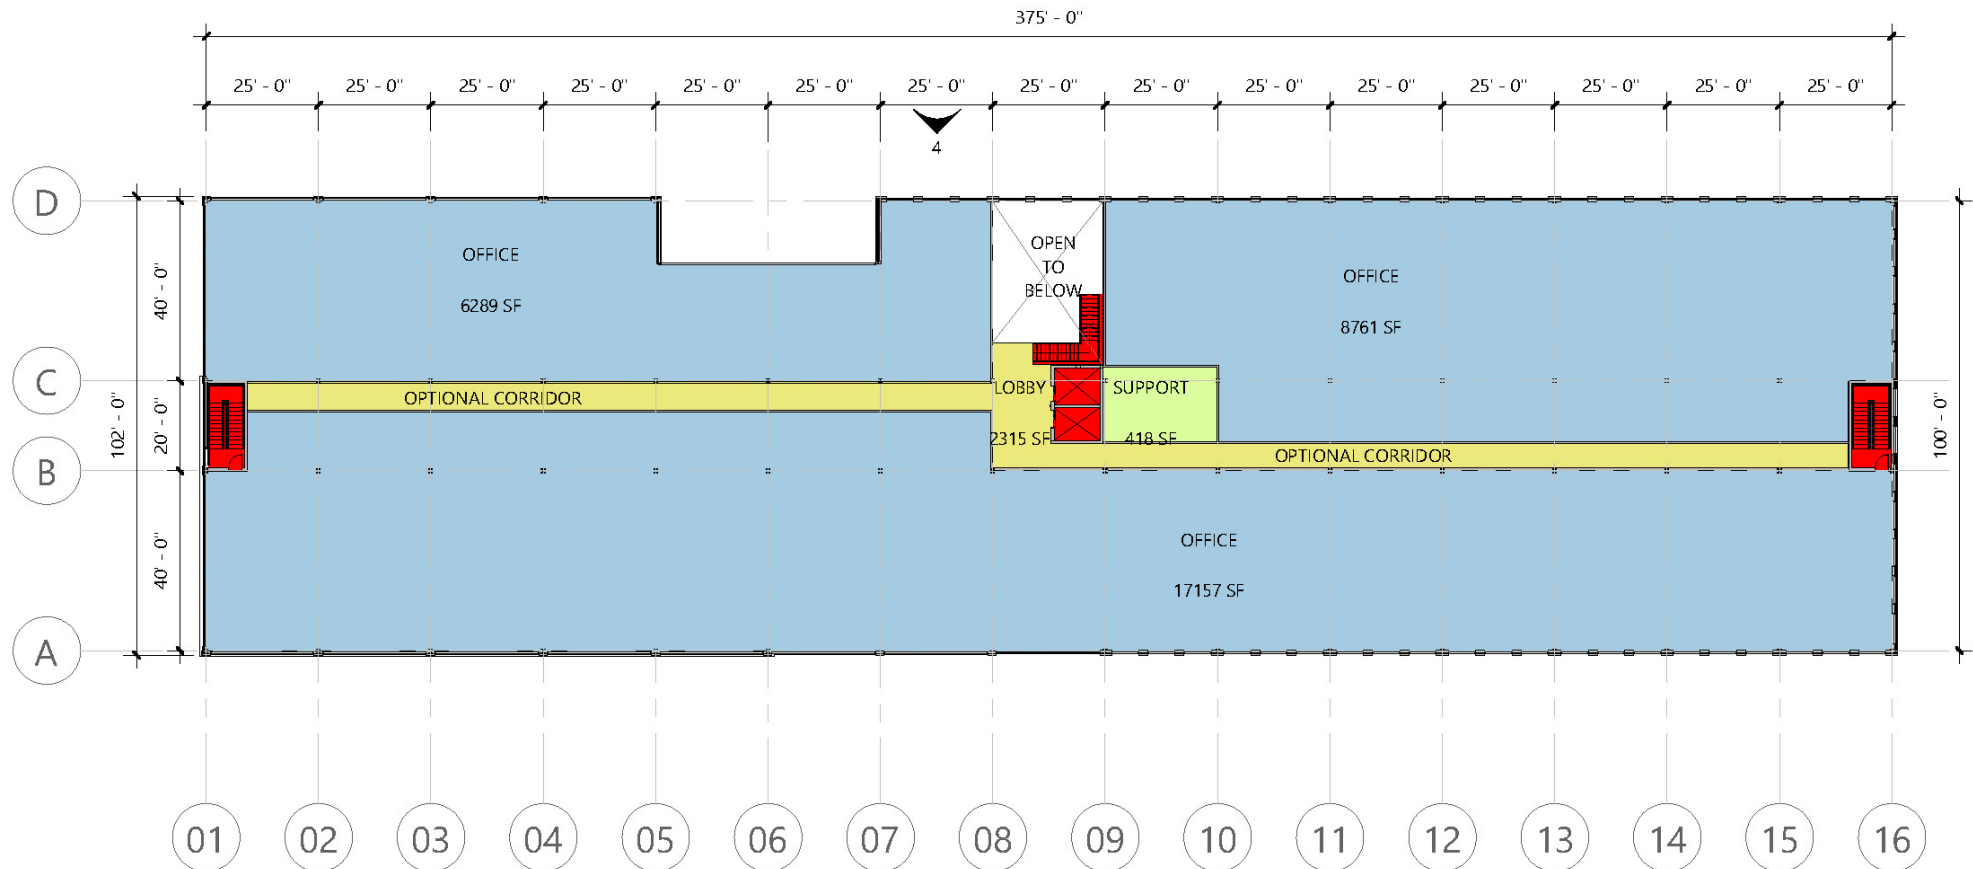 375' - 0"
25' - 0" 25' - 0" 25' - 0" 25' - 0" 25' - 0" 25' - 0" 25' - 0" 25' - 0" 25' - 0" 25' - 0" 25' - 0" 25' - 0" 25' - 0" 25' - 0" 25' - 0"
4
D
C
B
A
102' - 0"
40' - 0"
20' - 0"
40' - 0"
100' - 0"
OFFICE
6289 SF
OPEN
TO
BELOW
OFFICE
8761 SF
OPTIONAL CORRIDOR
LOBBY
2315 SF
SUPPORT
418 SF
OPTIONAL CORRIDOR
OFFICE
17157 SF
01 02 03 04 05 06 07 08 09 10 11 12 13 14 15 16